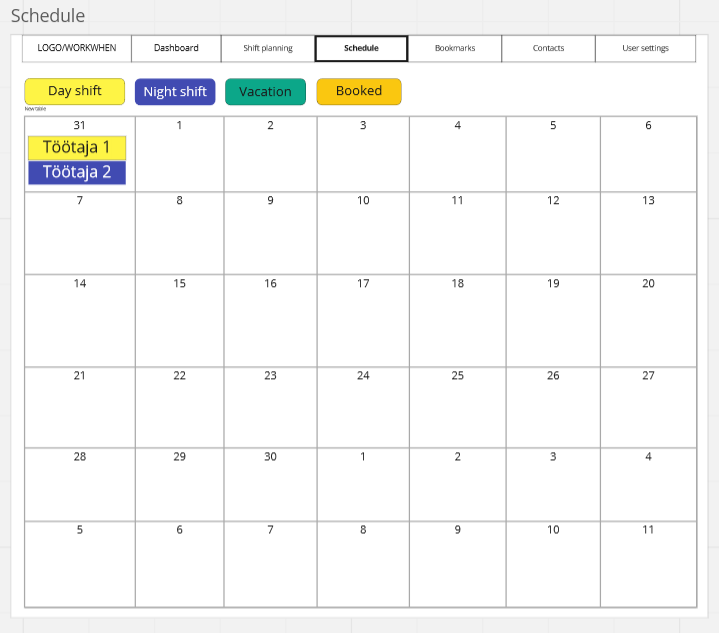 Schedule
LOGO/WORKWHEN Dashboard Shift planning Schedule Bookmarks Contacts User settings
Day shift Night shift Vacation Booked
New table
31 1 2 3 4 5 6
Töötaja 1
Töötaja 2
7 8 9 10 11 12 13
14 15 16 17 18 19 20
21 22 23 24 25 26 27
28 29 30 1 2 3 4
5 6 7 8 9 10 11